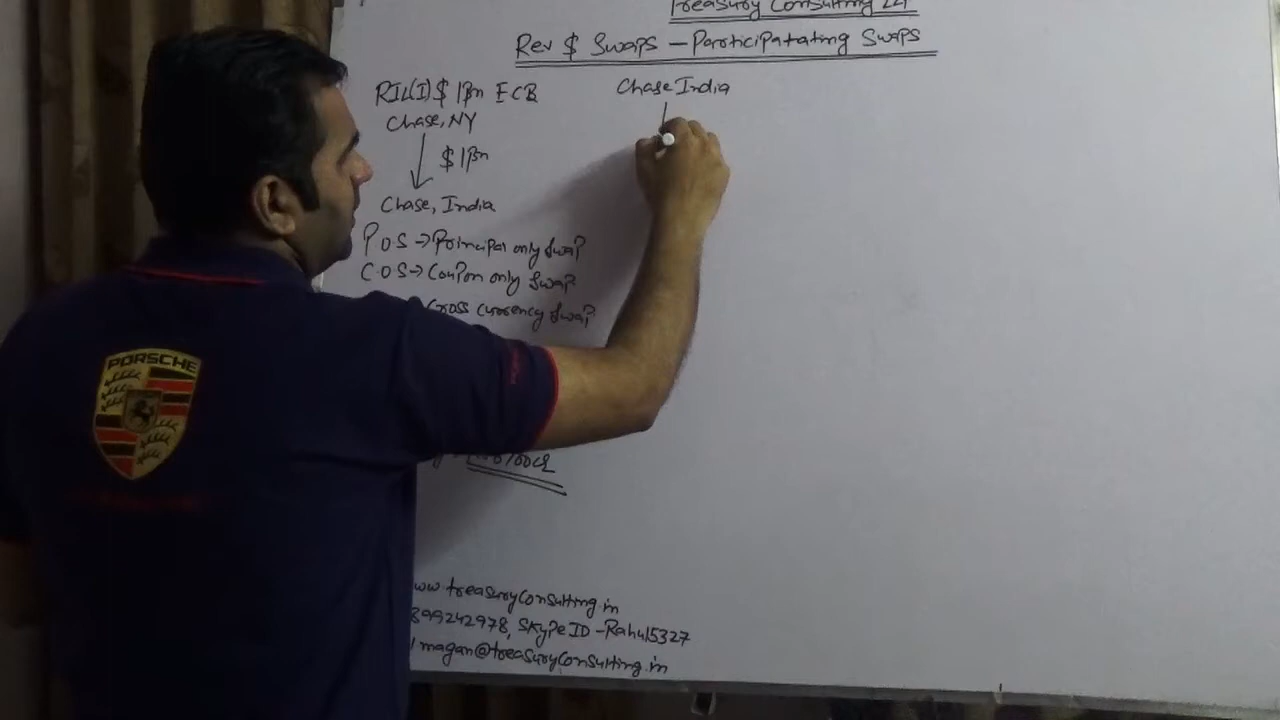 Treasury Consulting LLP
Rev $ Swaps - Participatating Swaps
RIL(I) $ 1Bn ECB
Chase, NY
$ 1Bn
Chase, India
POS → Principal only Swap
COS → Coupon only Swap
Cross currency Swap
Chase India
www.treasuryconsulting.in
899242978, Skype ID - Rahul5327
magan@treasuryconsulting.in
PORSCHE